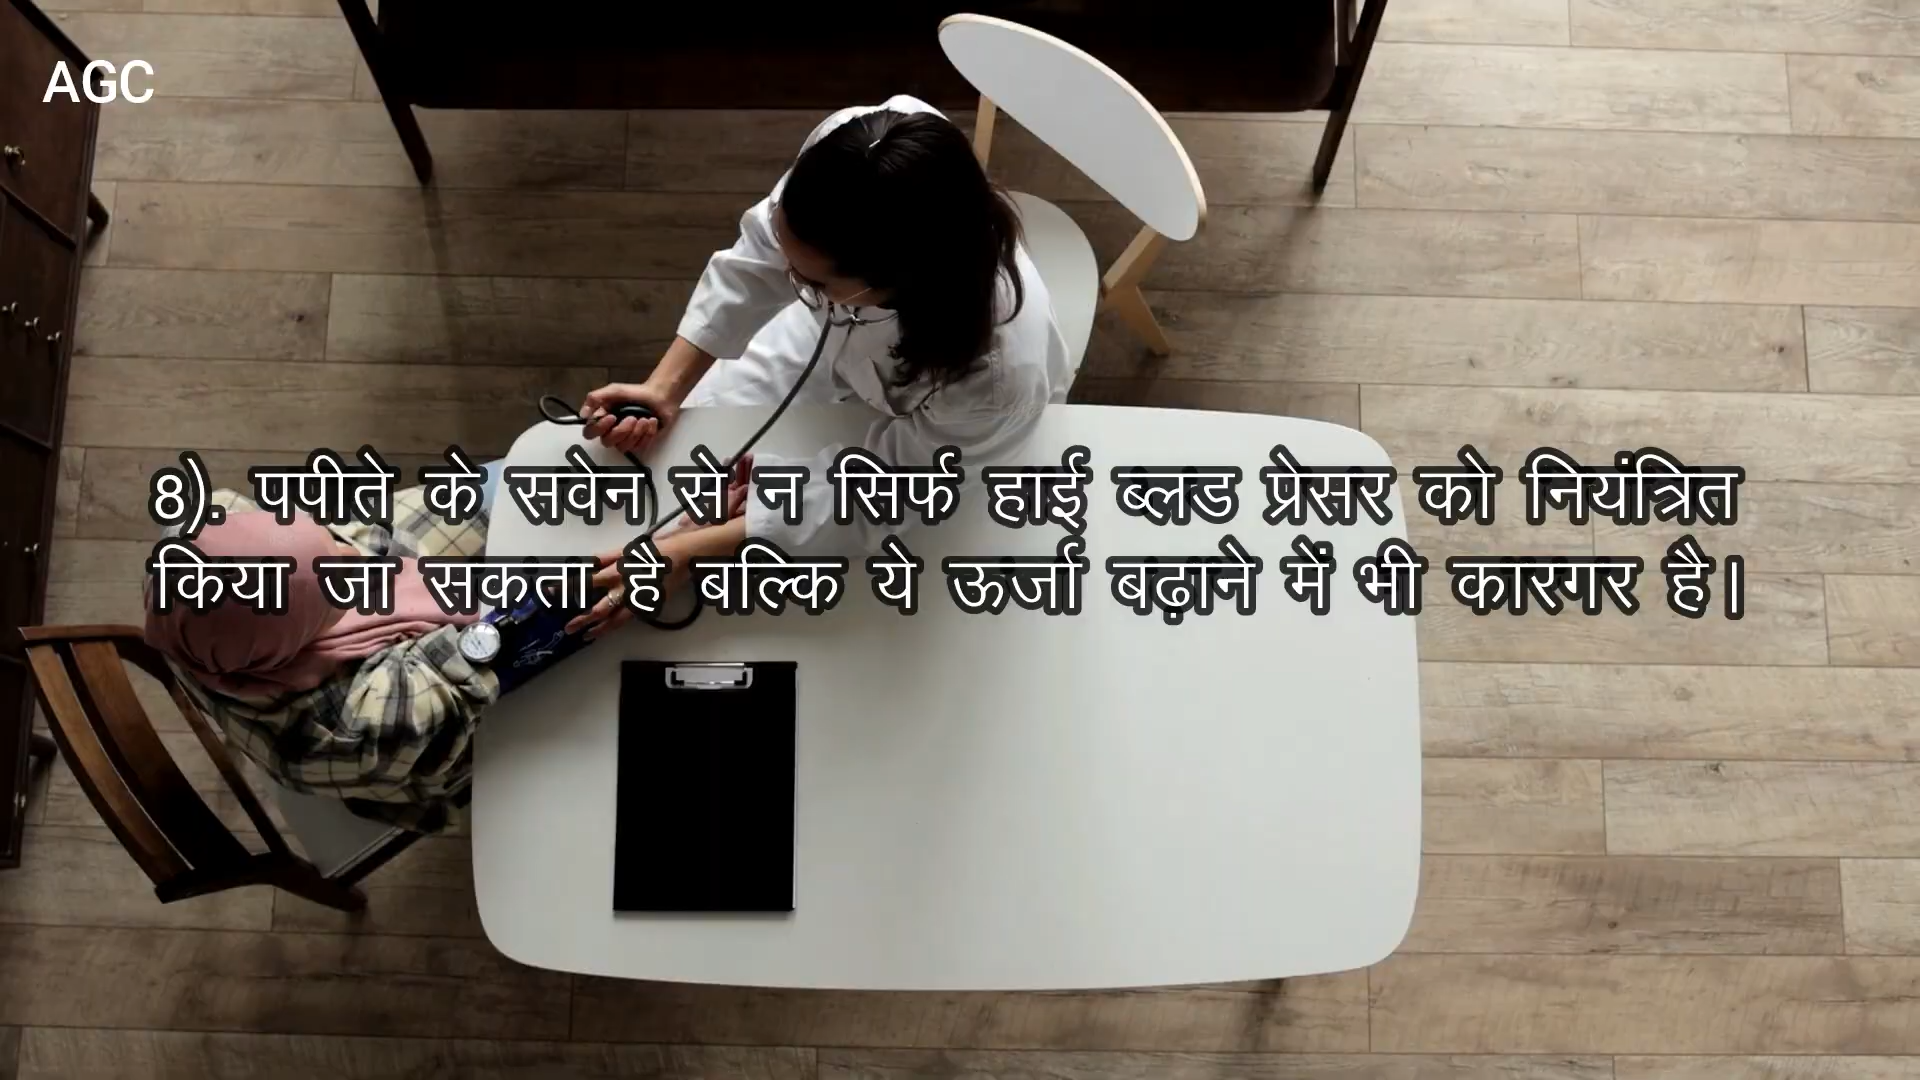 AGC
8). पपीते के सवेन से न सिर्फ हाई ब्लड प्रेसर को नियंत्रित
किया जा सकता है बल्कि ये ऊर्जा बढ़ाने में भी कारगर है।